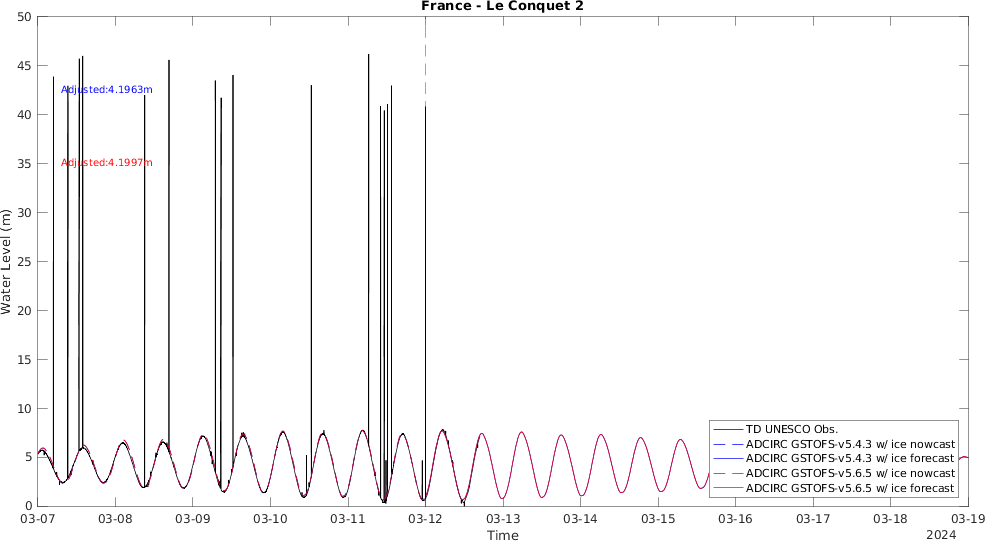 France - Le Conquet 2
50
45
40
35
30
25
20
15
10
5
0
Water Level (m)
Adjusted:4.1963m
Adjusted:4.1997m
TD UNESCO Obs.
ADCIRC GSTOFS-v5.4.3 w/ ice nowcast
ADCIRC GSTOFS-v5.4.3 w/ ice forecast
ADCIRC GSTOFS-v5.6.5 w/ ice nowcast
ADCIRC GSTOFS-v5.6.5 w/ ice forecast
03-07 03-08 03-09 03-10 03-11 03-12 03-13 03-14 03-15 03-16 03-17 03-18 03-19
Time
2024